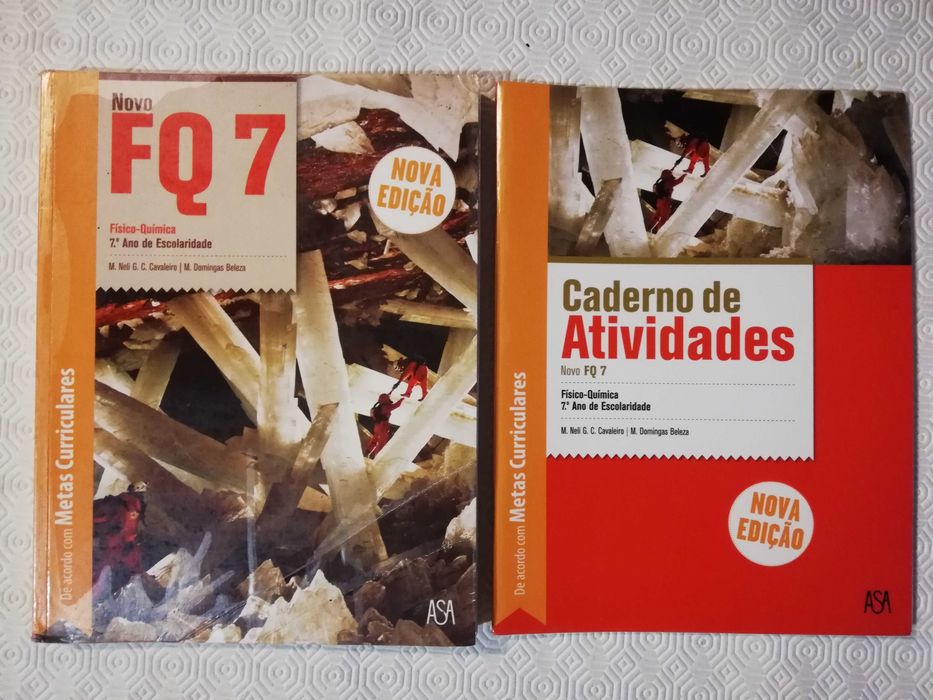 Novo
FQ 7
Físico-Química
7.º Ano de Escolaridade
M. Neli G. C. Cavaleiro | M. Domingas Beleza
NOVA
EDIÇÃO
De acordo com Metas Curriculares
ASA
Caderno de
Atividades
Novo FQ 7
Físico-Química
7.º Ano de Escolaridade
M. Neli G. C. Cavaleiro | M. Domingas Beleza
De acordo com Metas Curriculares
NOVA
EDIÇÃO
ASA